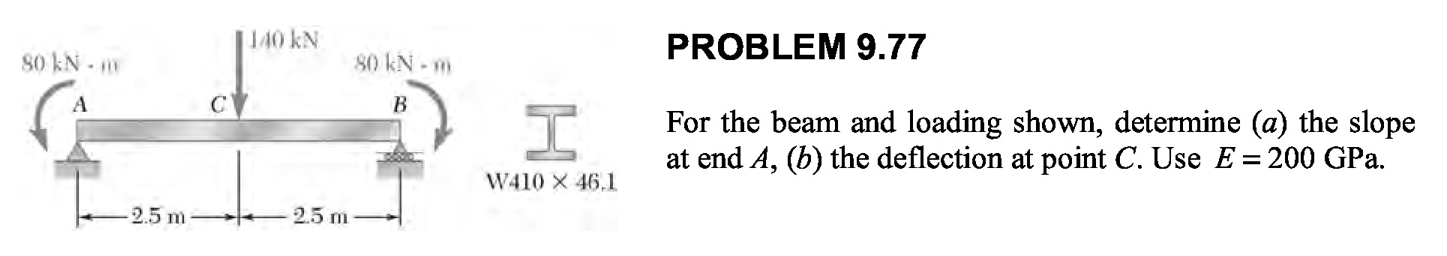 PROBLEM 9.77
For the beam and loading shown, determine (a) the slope
at end A, (b) the deflection at point C. Use E = 200 GPa.
140 kN
80 kN - m
80 kN - m
A
C
B
W410 × 46.1
2.5 m
2.5 m